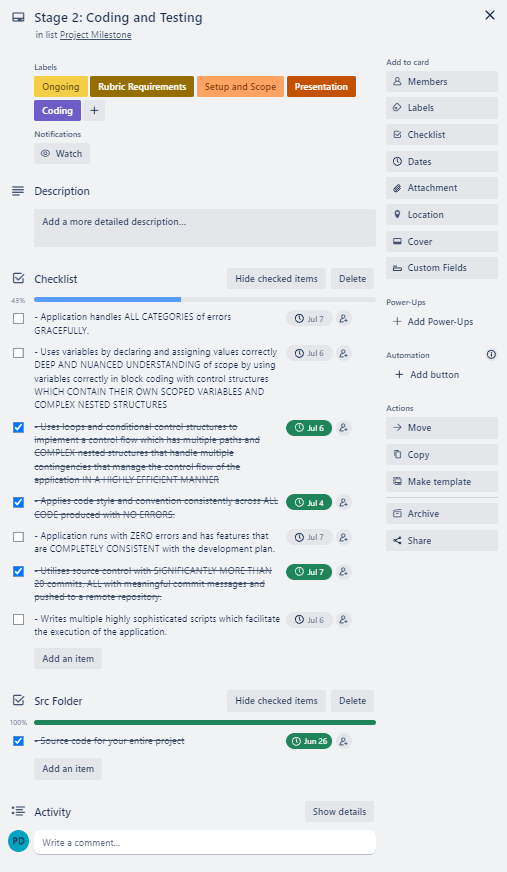 Stage 2: Coding and Testing
in list Project Milestone
Labels
Ongoing
Rubric Requirements
Setup and Scope
Presentation
Coding
Notifications
Watch
Description
Add a more detailed description...
Checklist
Hide checked items
Delete
43%
- Application handles ALL CATEGORIES of errors
GRACEFULLY.
Jul 7
- Uses variables by declaring and assigning values correctly
DEEP AND NUANCED UNDERSTANDING of scope by using
variables correctly in block coding with control structures
WHICH CONTAIN THEIR OWN SCOPED VARIABLES AND
COMPLEX NESTED STRUCTURES
Jul 6
- Uses loops and conditional control structures to
implement a control flow which has multiple paths and
COMPLEX nested structures that handle multiple
contingencies that manage the control flow of the
application IN A HIGHLY EFFICIENT MANNER
Jul 6
- Applies code style and convention consistently across ALL
CODE produced with NO ERRORS.
Jul 4
- Application runs with ZERO errors and has features that
are COMPLETELY CONSISTENT with the development plan.
Jul 7
- Utilises source control with SIGNIFICANTLY MORE THAN
20 commits, ALL with meaningful commit messages and
pushed to a remote repository.
Jul 7
- Writes multiple highly sophisticated scripts which facilitate
the execution of the application.
Jul 6
Add an item
Src Folder
Hide checked items
Delete
100%
- Source code for your entire project
Jun 26
Add an item
Activity
Show details
PD
Write a comment...
Add to card
Members
Labels
Checklist
Dates
Attachment
Location
Cover
Custom Fields
Power-Ups
Add Power-Ups
Automation
Add button
Actions
Move
Copy
Make template
Archive
Share